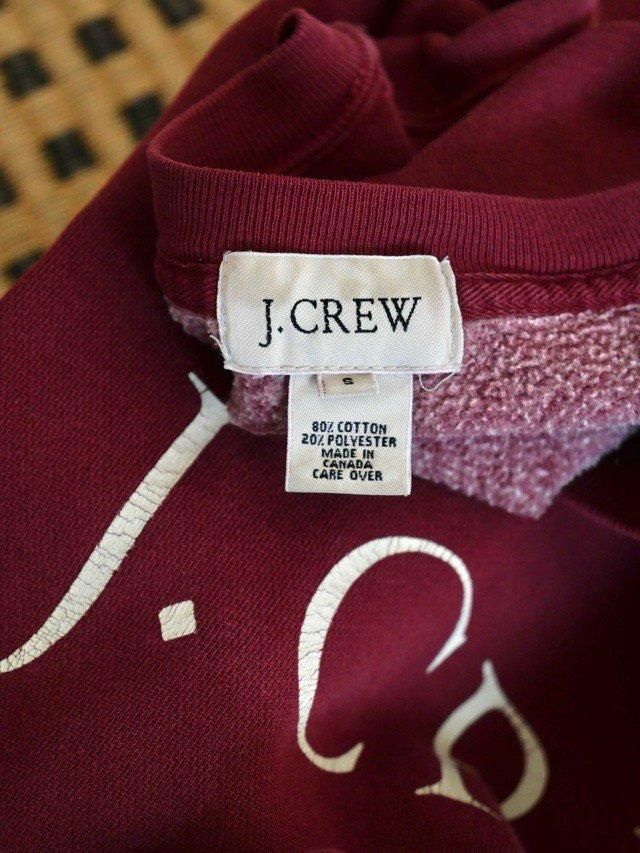 J.CREW
S
80% COTTON
20% POLYESTER
MADE IN
CANADA
CARE OVER
J. C